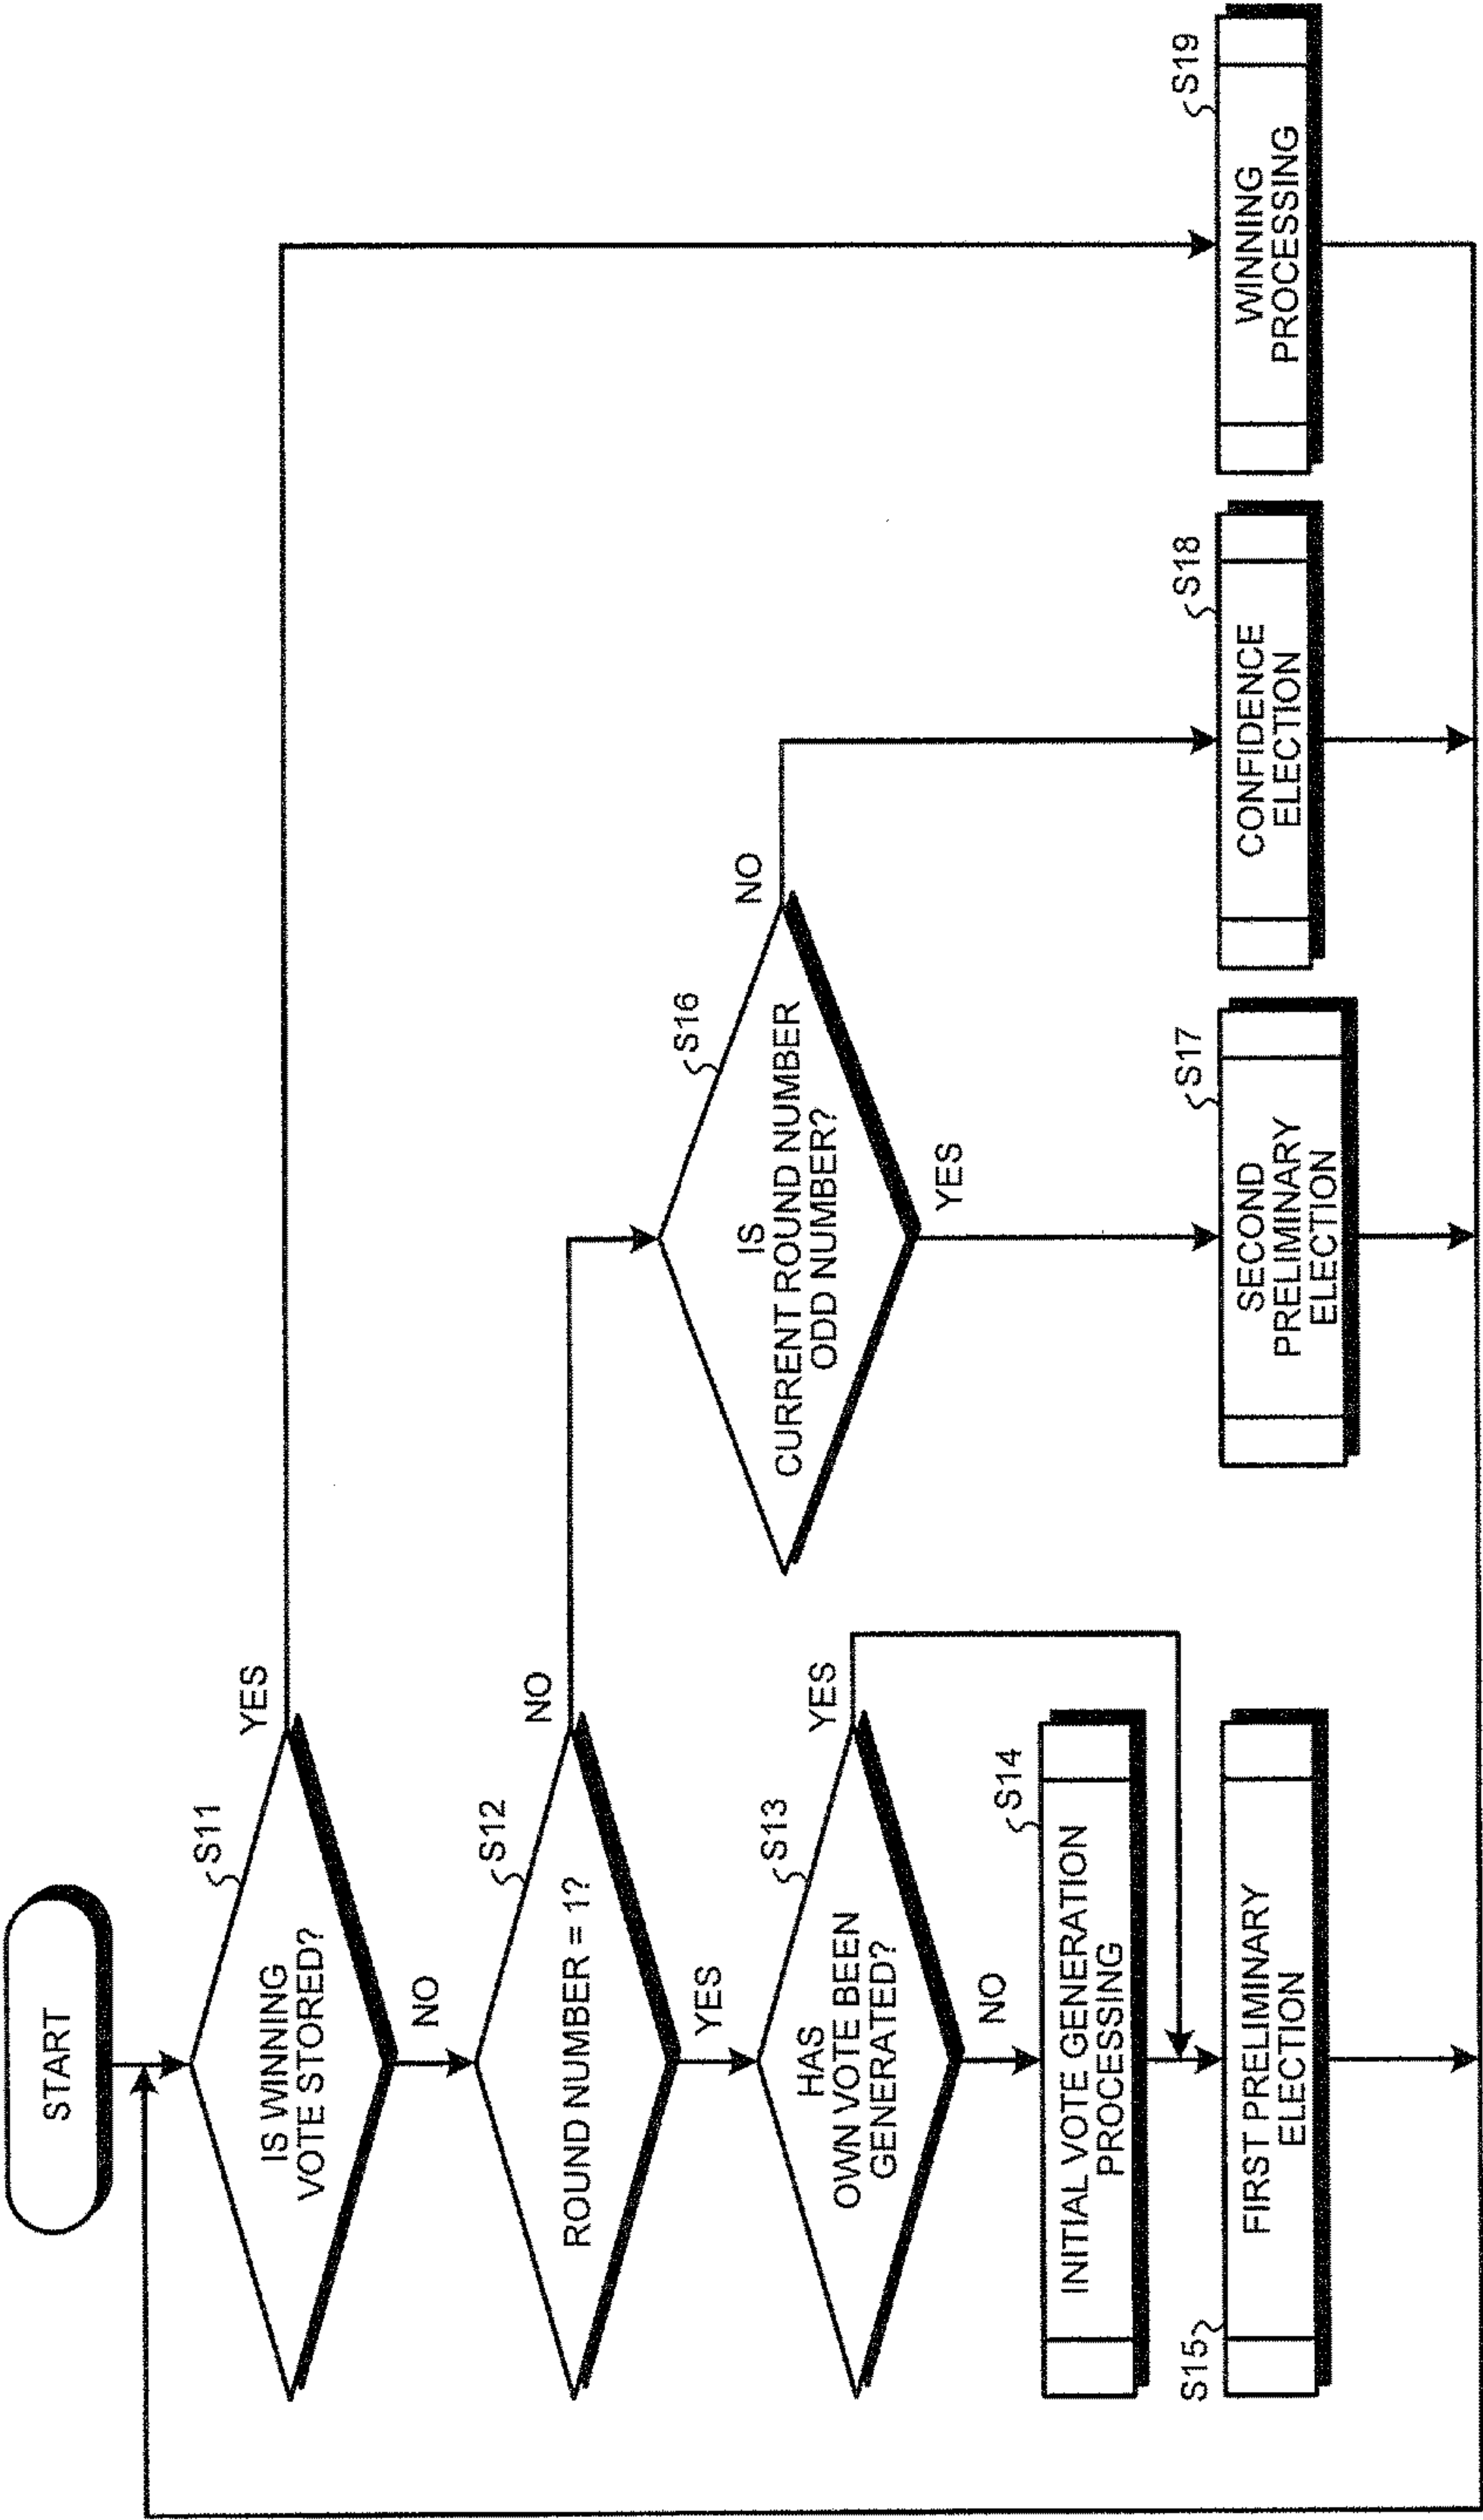 START
S11
IS WINNING
VOTE STORED?
YES
NO
S12
ROUND NUMBER = 1?
NO
YES
S13
HAS
OWN VOTE BEEN
GENERATED?
YES
NO
S14
INITIAL VOTE GENERATION
PROCESSING
S15
FIRST PRELIMINARY
ELECTION
S16
IS
CURRENT ROUND NUMBER
ODD NUMBER?
NO
YES
S17
SECOND
PRELIMINARY
ELECTION
S18
CONFIDENCE
ELECTION
S19
WINNING
PROCESSING